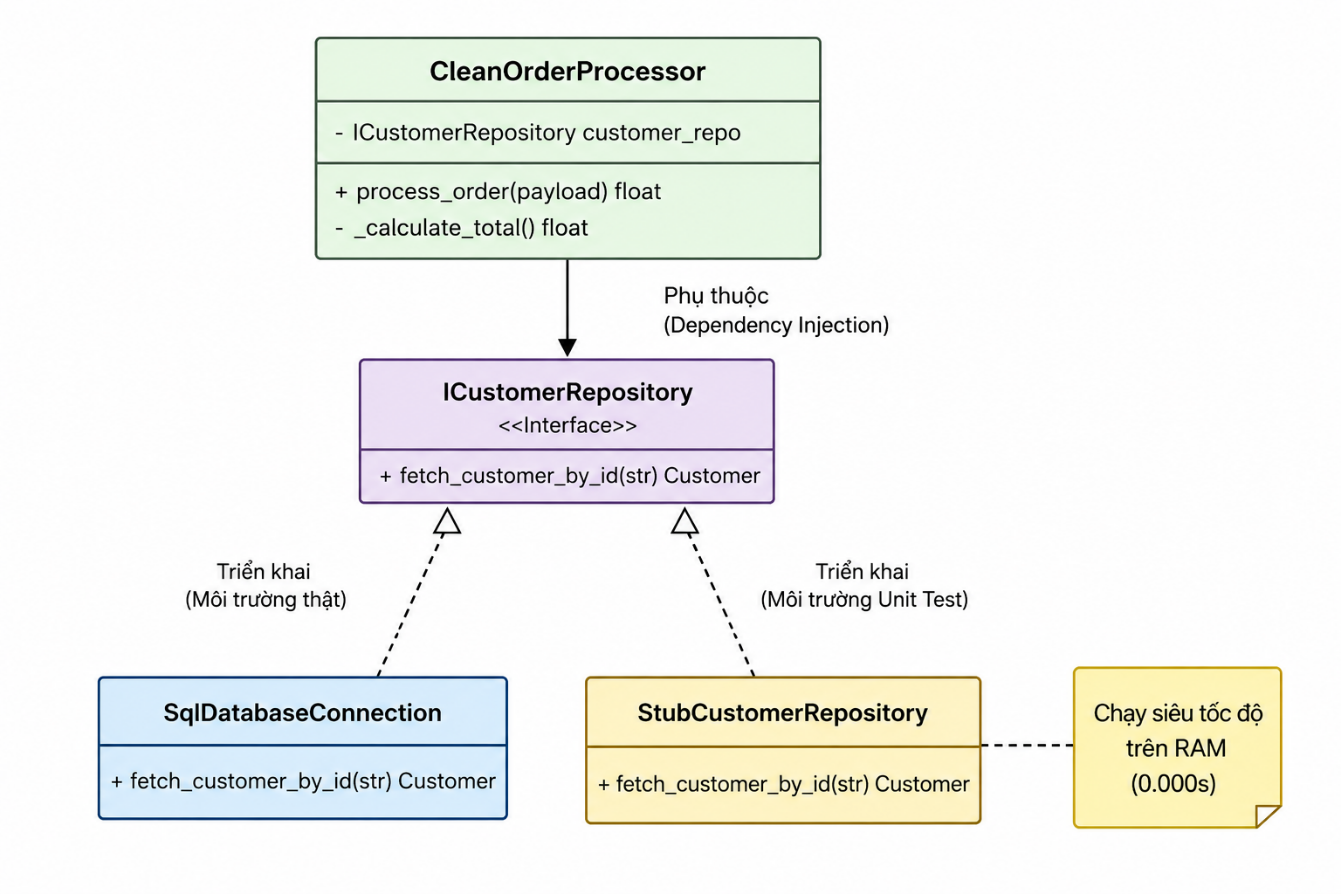 CleanOrderProcessor
- ICustomerRepository customer_repo
+ process_order(payload) float
- _calculate_total() float
Phụ thuộc
(Dependency Injection)
ICustomerRepository
<<Interface>>
+ fetch_customer_by_id(str) Customer
Triển khai
(Môi trường thật)
Triển khai
(Môi trường Unit Test)
SqlDatabaseConnection
+ fetch_customer_by_id(str) Customer
StubCustomerRepository
+ fetch_customer_by_id(str) Customer
Chạy siêu tốc độ
trên RAM
(0.000s)